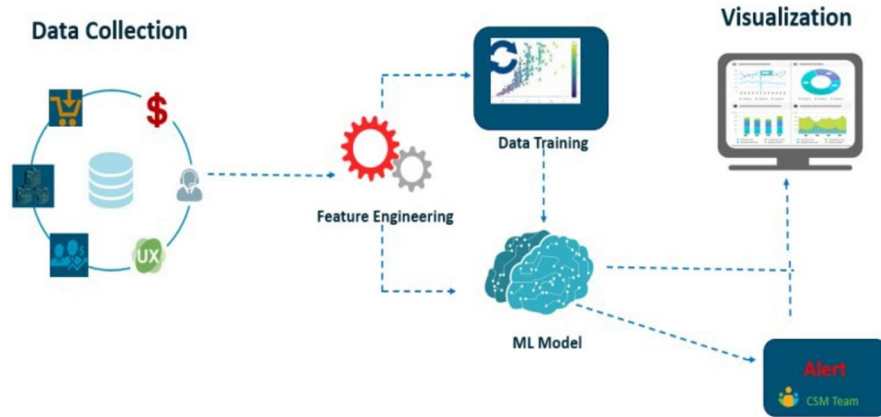 Data Collection
Visualization
$
UX
Data Training
Feature Engineering
ML Model
Alert
CSM Team